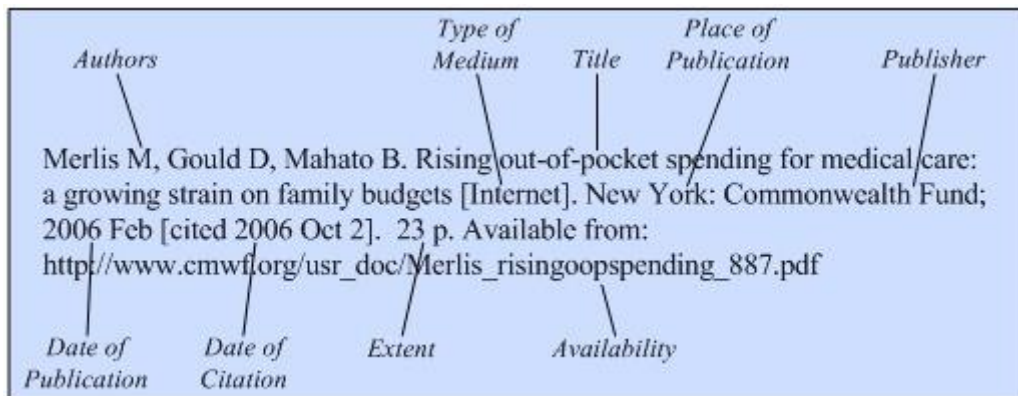 Type of Place of
Authors Medium Title Publication Publisher
Merlis M, Gould D, Mahato B. Rising out-of-pocket spending for medical care:
a growing strain on family budgets [Internet]. New York: Commonwealth Fund;
2006 Feb [cited 2006 Oct 2]. 23 p. Available from:
http://www.cmwf.org/usr_doc/Merlis_risingoopspending_887.pdf
Date of Date of Extent Availability
Publication Citation